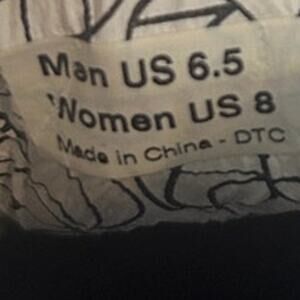 Man US 6.5
Women US 8
Made in China - DTC